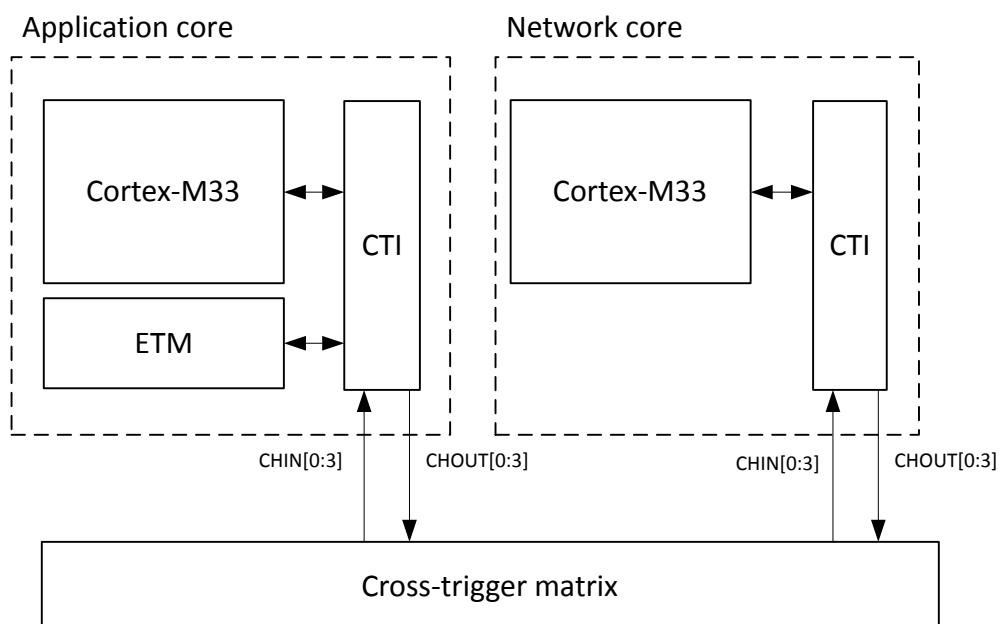 Application core
Network core
Cortex-M33
CTI
ETM
Cortex-M33
CTI
CHIN[0:3]
CHOUT[0:3]
CHIN[0:3]
CHOUT[0:3]
Cross-trigger matrix